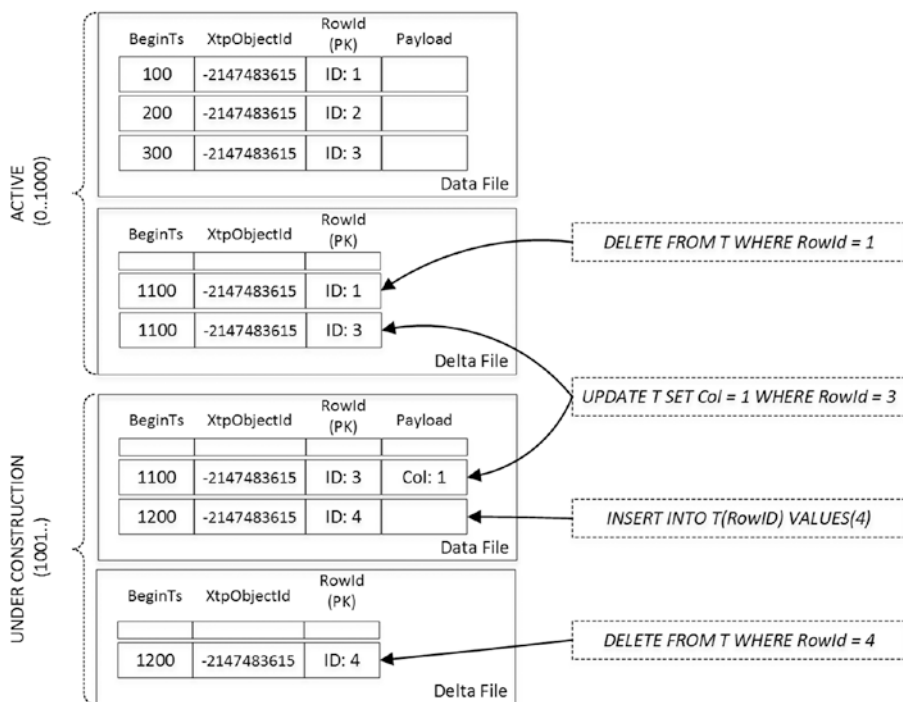 BeginTs XtpObjectId RowId (PK) Payload
100 -2147483615 ID: 1
200 -2147483615 ID: 2
300 -2147483615 ID: 3
Data File
ACTIVE
(0..1000)
BeginTs XtpObjectId RowId (PK)
1100 -2147483615 ID: 1
1100 -2147483615 ID: 3
Delta File
DELETE FROM T WHERE RowId = 1
UPDATE T SET Col = 1 WHERE RowId = 3
BeginTs XtpObjectId RowId (PK) Payload
1100 -2147483615 ID: 3 Col: 1
1200 -2147483615 ID: 4
Data File
INSERT INTO T(RowID) VALUES(4)
UNDER CONSTRUCTION
(1001..)
BeginTs XtpObjectId RowId (PK)
1200 -2147483615 ID: 4
Delta File
DELETE FROM T WHERE RowId = 4